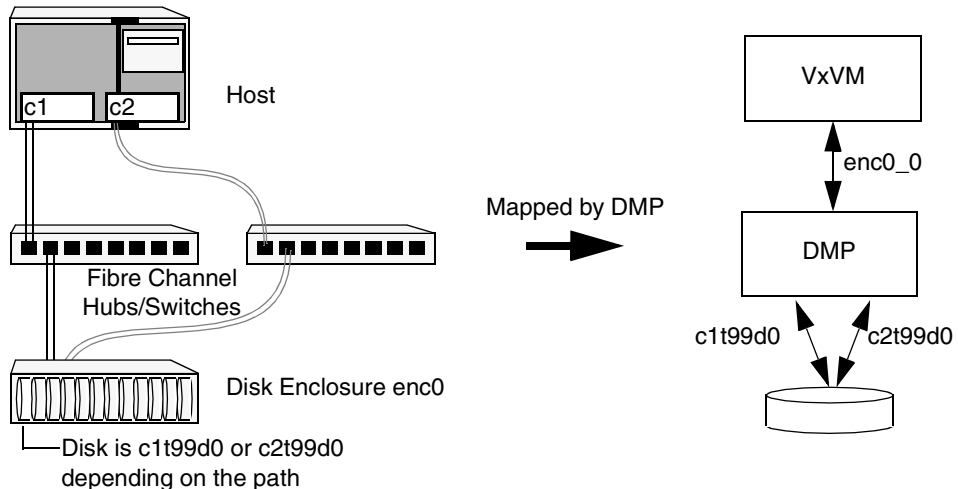 c1
c2
Host
Fibre Channel
Hubs/Switches
Disk Enclosure enc0
Disk is c1t99d0 or c2t99d0
depending on the path
Mapped by DMP
VxVM
enc0_0
DMP
c1t99d0
c2t99d0